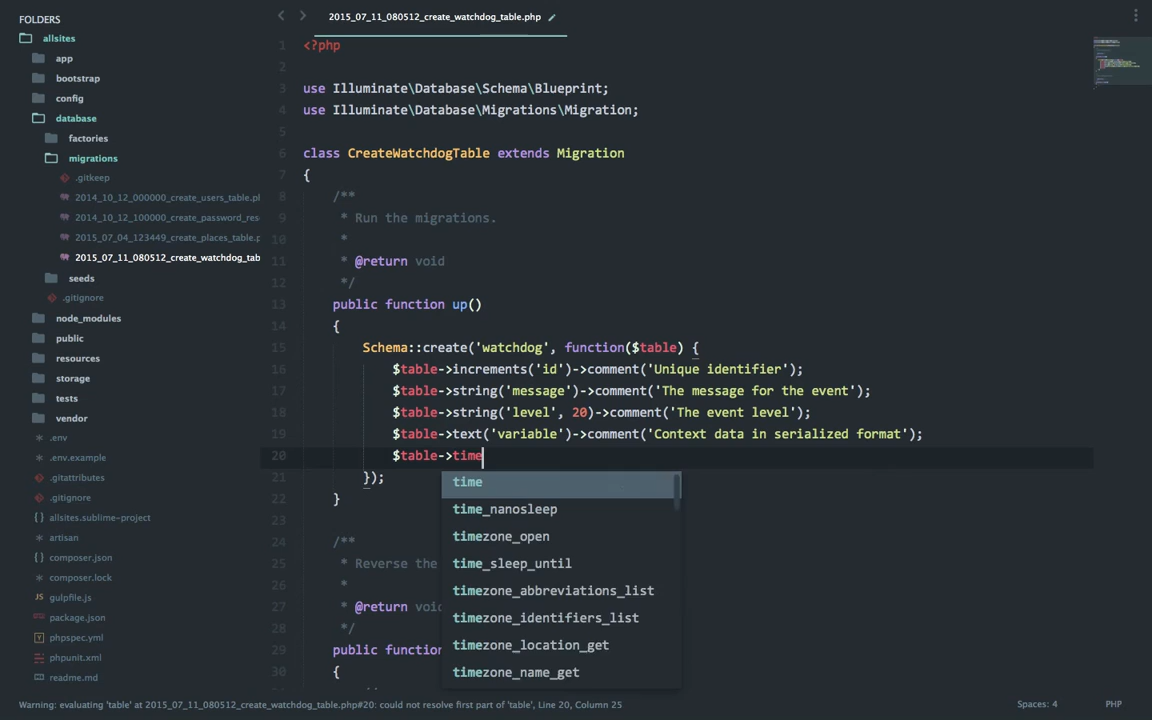 FOLDERS
allsites
app
bootstrap
config
database
factories
migrations
.gitkeep
2014_10_12_000000_create_users_table.pl
2014_10_12_100000_create_password_res
2015_07_04_123449_create_places_table.p
2015_07_11_080512_create_watchdog_tab
seeds
.gitignore
node_modules
public
resources
storage
tests
vendor
.env
.env.example
.gitattributes
.gitignore
allsites.sublime-project
artisan
composer.json
composer.lock
JS gulpfile.js
package.json
phpspec.yml
phpunit.xml
readme.md
2015_07_11_080512_create_watchdog_table.php
1 <?php
2
3 use Illuminate\Database\Schema\Blueprint;
4 use Illuminate\Database\Migrations\Migration;
5
6 class CreateWatchdogTable extends Migration
7 {
8 /**
9 * Run the migrations.
10 *
11 * @return void
12 */
13 public function up()
14 {
15 Schema::create('watchdog', function($table) {
16 $table->increments('id')->comment('Unique identifier');
17 $table->string('message')->comment('The message for the event');
18 $table->string('level', 20)->comment('The event level');
19 $table->text('variable')->comment('Context data in serialized format');
20 $table->time
21 });
22 }
23
24 /**
25 * Reverse the
26 *
27 * @return void
28 */
29 public function
30 {
time
time_nanosleep
timezone_open
time_sleep_until
timezone_abbreviations_list
timezone_identifiers_list
timezone_location_get
timezone_name_get
Warning: evaluating 'table' at 2015_07_11_080512_create_watchdog_table.php#20: could not resolve first part of 'table', Line 20, Column 25
Spaces: 4
PHP